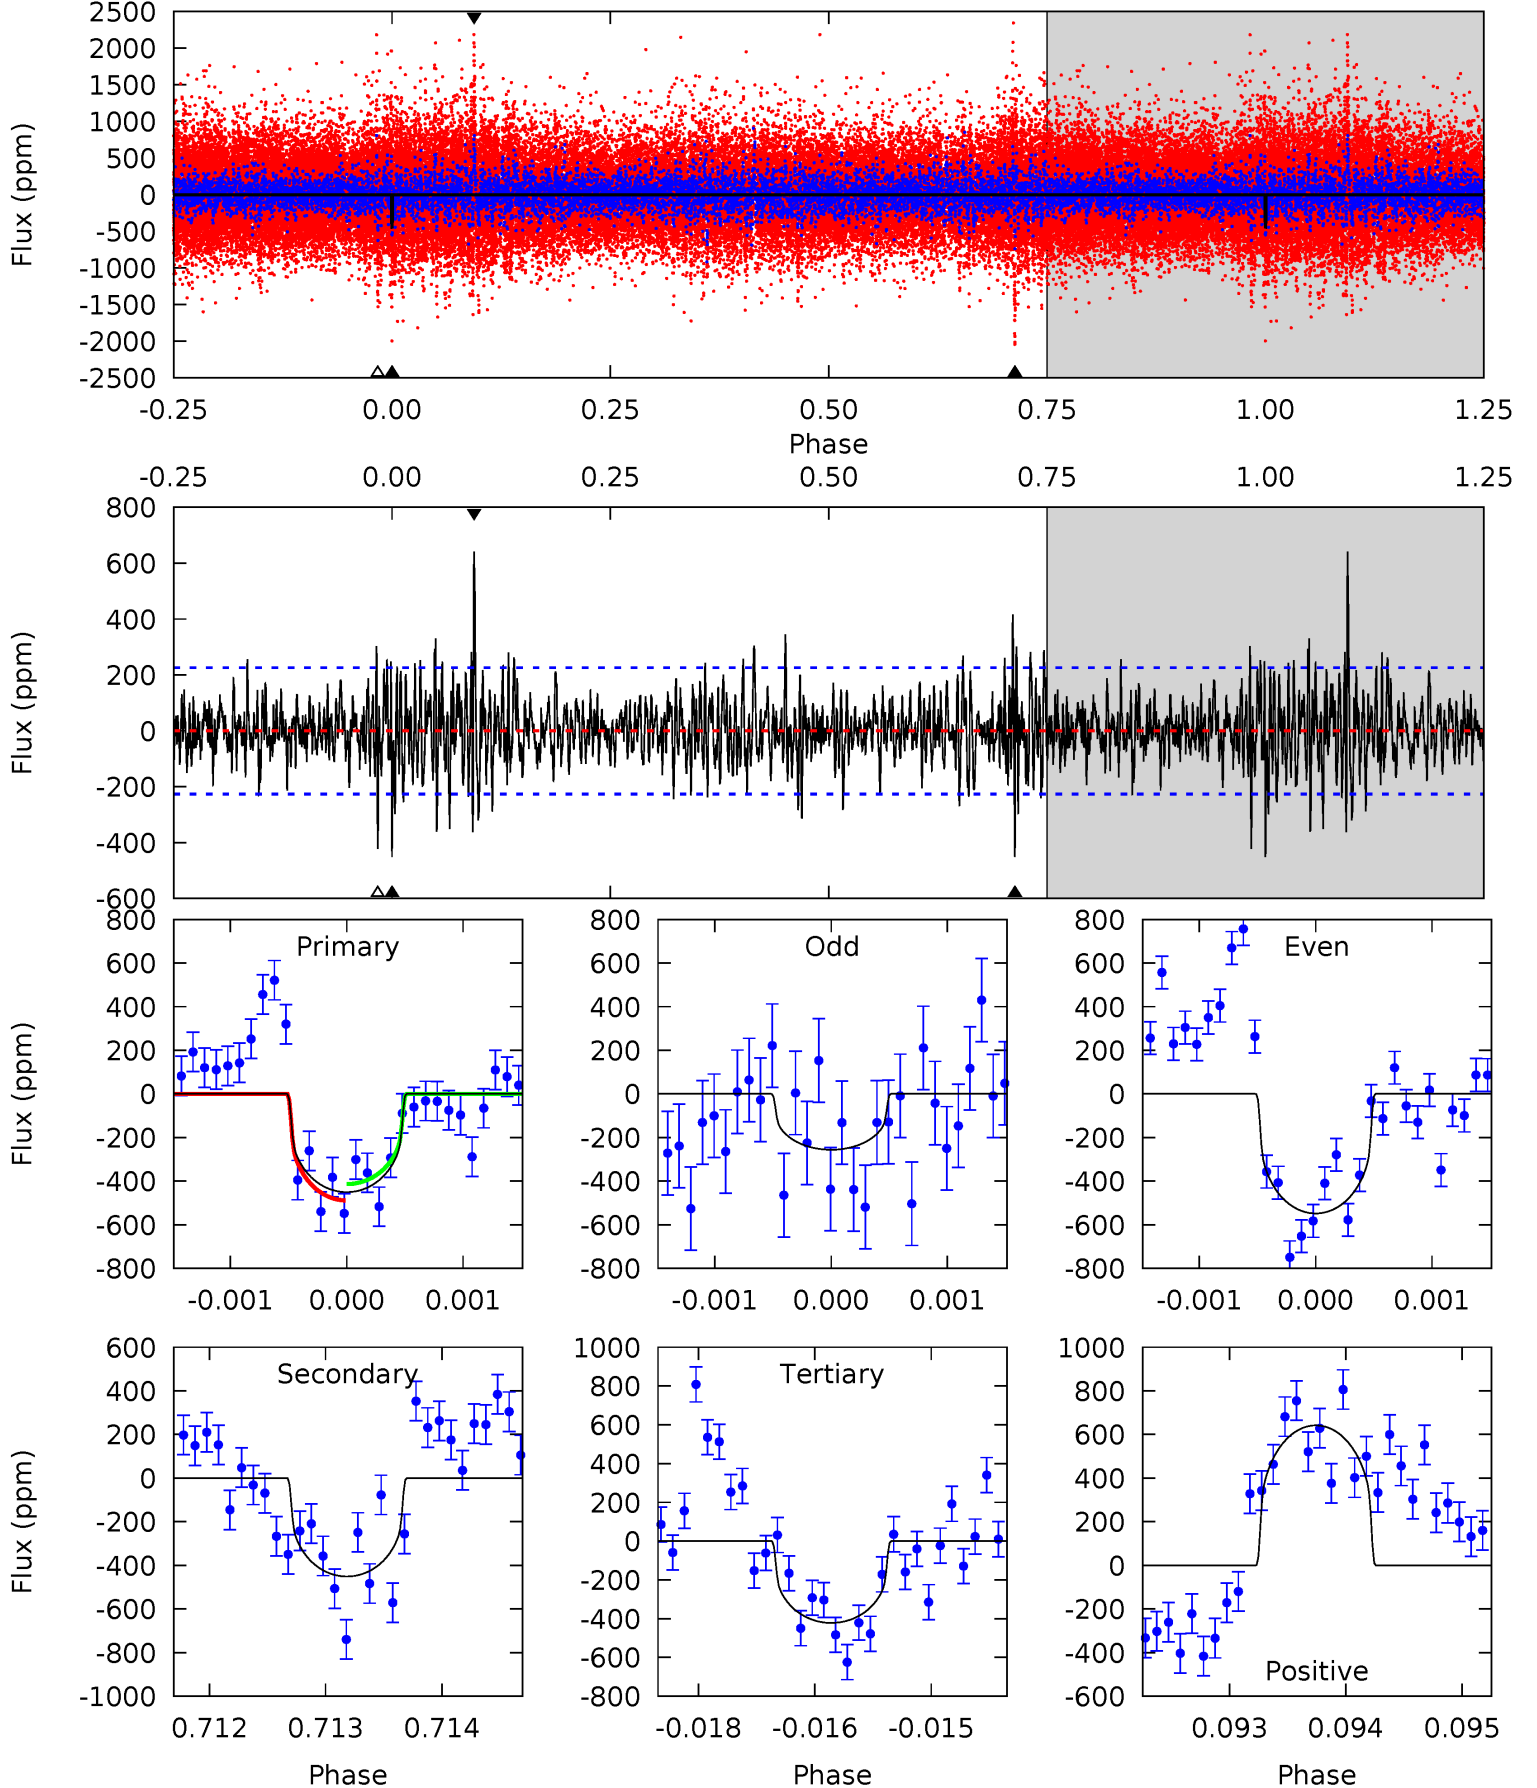 2500
2000
1500
1000
500
0
-500
-1000
-1500
-2000
-2500
Flux (ppm)
-0.25 0.00 0.25 0.50 0.75 1.00 1.25
Phase
-0.25 0.00 0.25 0.50 0.75 1.00 1.25
800
600
400
200
0
-200
-400
-600
Flux (ppm)
Primary Odd Even
800 800 800
600 600 600
400 400 400
200 200 200
0 0 0
-200 -200 -200
-400 -400 -400
-600 -600 -600
-800 -800 -800
Flux (ppm)
-0.001 0.000 0.001 -0.001 0.000 0.001 -0.001 0.000 0.001
Secondary Tertiary Positive
600 1000 1000
400 800 800
200 600 600
0 400 400
-200 200 200
-400 0 0
-600 -200 -200
-800 -400 -400
-1000 -600 -600
-800
Flux (ppm)
0.712 0.713 0.714 -0.018 -0.016 -0.015 0.093 0.094 0.095
Phase Phase Phase